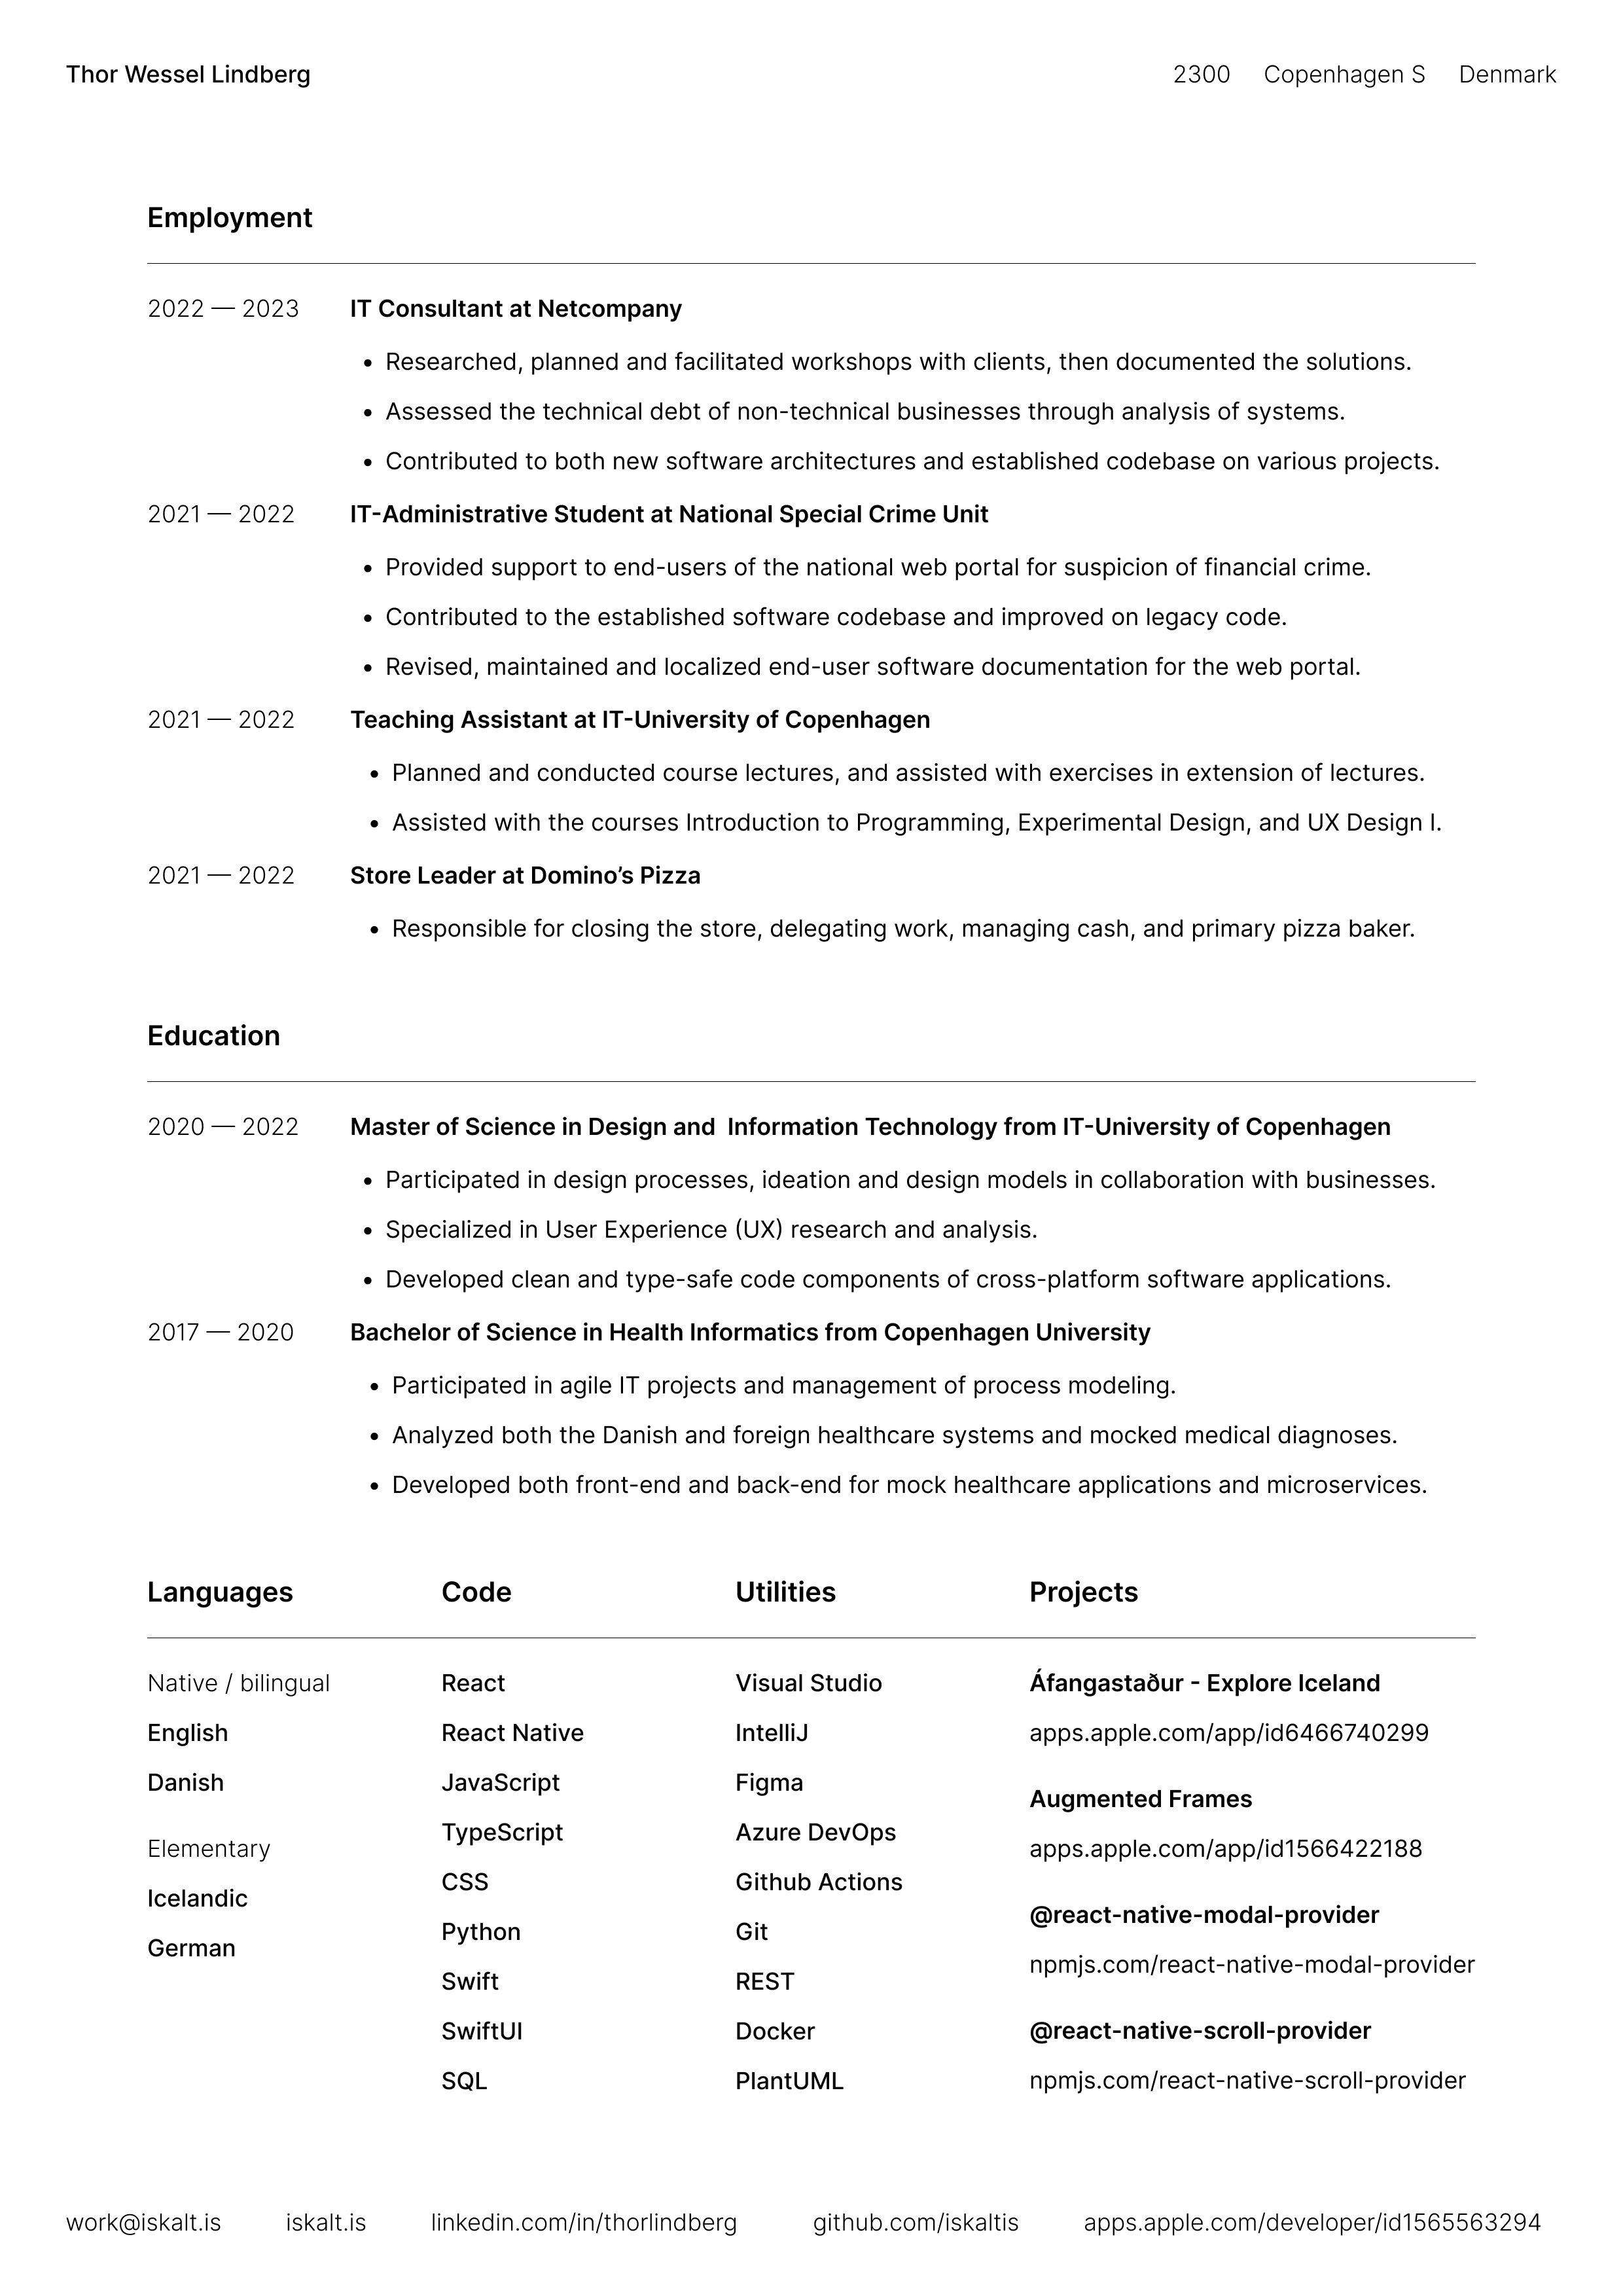 Thor Wessel Lindberg
2300 Copenhagen S Denmark
Employment
2022 — 2023 IT Consultant at Netcompany
• Researched, planned and facilitated workshops with clients, then documented the solutions.
• Assessed the technical debt of non-technical businesses through analysis of systems.
• Contributed to both new software architectures and established codebase on various projects.
2021 — 2022 IT-Administrative Student at National Special Crime Unit
• Provided support to end-users of the national web portal for suspicion of financial crime.
• Contributed to the established software codebase and improved on legacy code.
• Revised, maintained and localized end-user software documentation for the web portal.
2021 — 2022 Teaching Assistant at IT-University of Copenhagen
• Planned and conducted course lectures, and assisted with exercises in extension of lectures.
• Assisted with the courses Introduction to Programming, Experimental Design, and UX Design I.
2021 — 2022 Store Leader at Domino’s Pizza
• Responsible for closing the store, delegating work, managing cash, and primary pizza baker.
Education
2020 — 2022 Master of Science in Design and  Information Technology from IT-University of Copenhagen
• Participated in design processes, ideation and design models in collaboration with businesses.
• Specialized in User Experience (UX) research and analysis.
• Developed clean and type-safe code components of cross-platform software applications.
2017 — 2020 Bachelor of Science in Health Informatics from Copenhagen University
• Participated in agile IT projects and management of process modeling.
• Analyzed both the Danish and foreign healthcare systems and mocked medical diagnoses.
• Developed both front-end and back-end for mock healthcare applications and microservices.
Languages
Native / bilingual
English
Danish
Elementary
Icelandic
German
Code
React
React Native
JavaScript
TypeScript
CSS
Python
Swift
SwiftUI
SQL
Utilities
Visual Studio
IntelliJ
Figma
Azure DevOps
Github Actions
Git
REST
Docker
PlantUML
Projects
Áfangastaður - Explore Iceland
apps.apple.com/app/id6466740299
Augmented Frames
apps.apple.com/app/id1566422188
@react-native-modal-provider
npmjs.com/react-native-modal-provider
@react-native-scroll-provider
npmjs.com/react-native-scroll-provider
work@iskalt.is iskalt.is linkedin.com/in/thorlindberg github.com/iskaltis apps.apple.com/developer/id1565563294